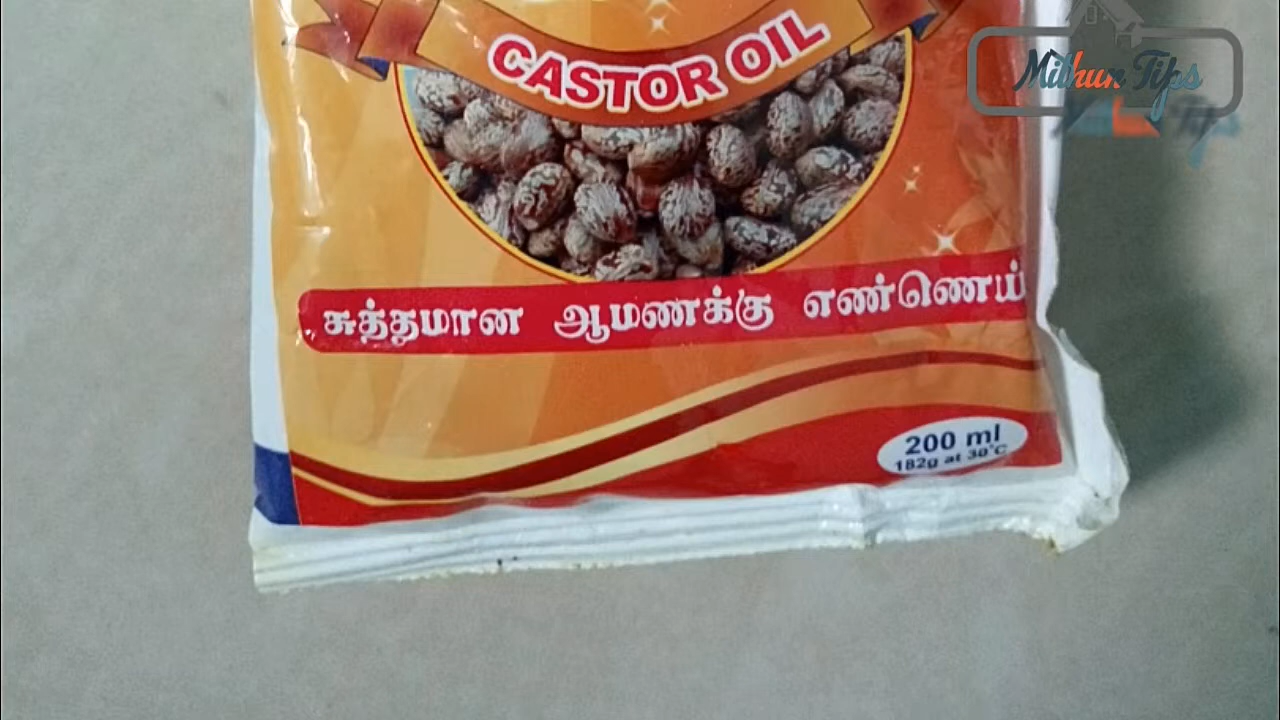 CASTOR OIL
சுத்தமான ஆமணக்கு எண்ணெய்
200 ml
182g at 30°C
Mithun Tips